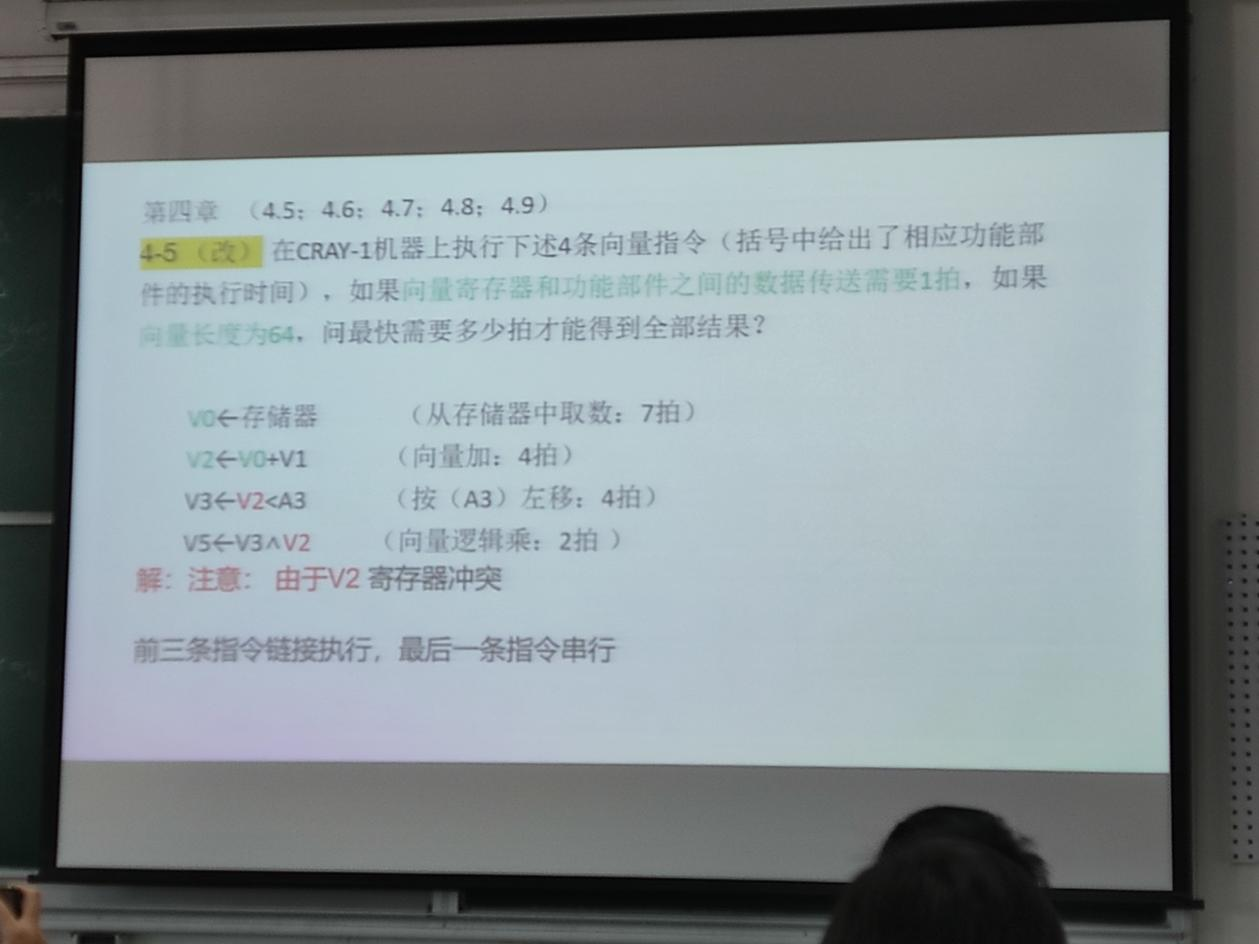 第四章 （4.5；4.6；4.7；4.8；4.9）
4-5 （改） 在CRAY-1机器上执行下述4条向量指令（括号中给出了相应功能部
件的执行时间），如果向量寄存器和功能部件之间的数据传送需要1拍，如果
向量长度为64，问最快需要多少拍才能得到全部结果？
V0←存储器 （从存储器中取数：7拍）
V2←V0+V1 （向量加：4拍）
V3←V2<A3 （按（A3）左移：4拍）
V5←V3∧V2 （向量逻辑乘：2拍 ）
解：注意： 由于V2 寄存器冲突
前三条指令链接执行，最后一条指令串行